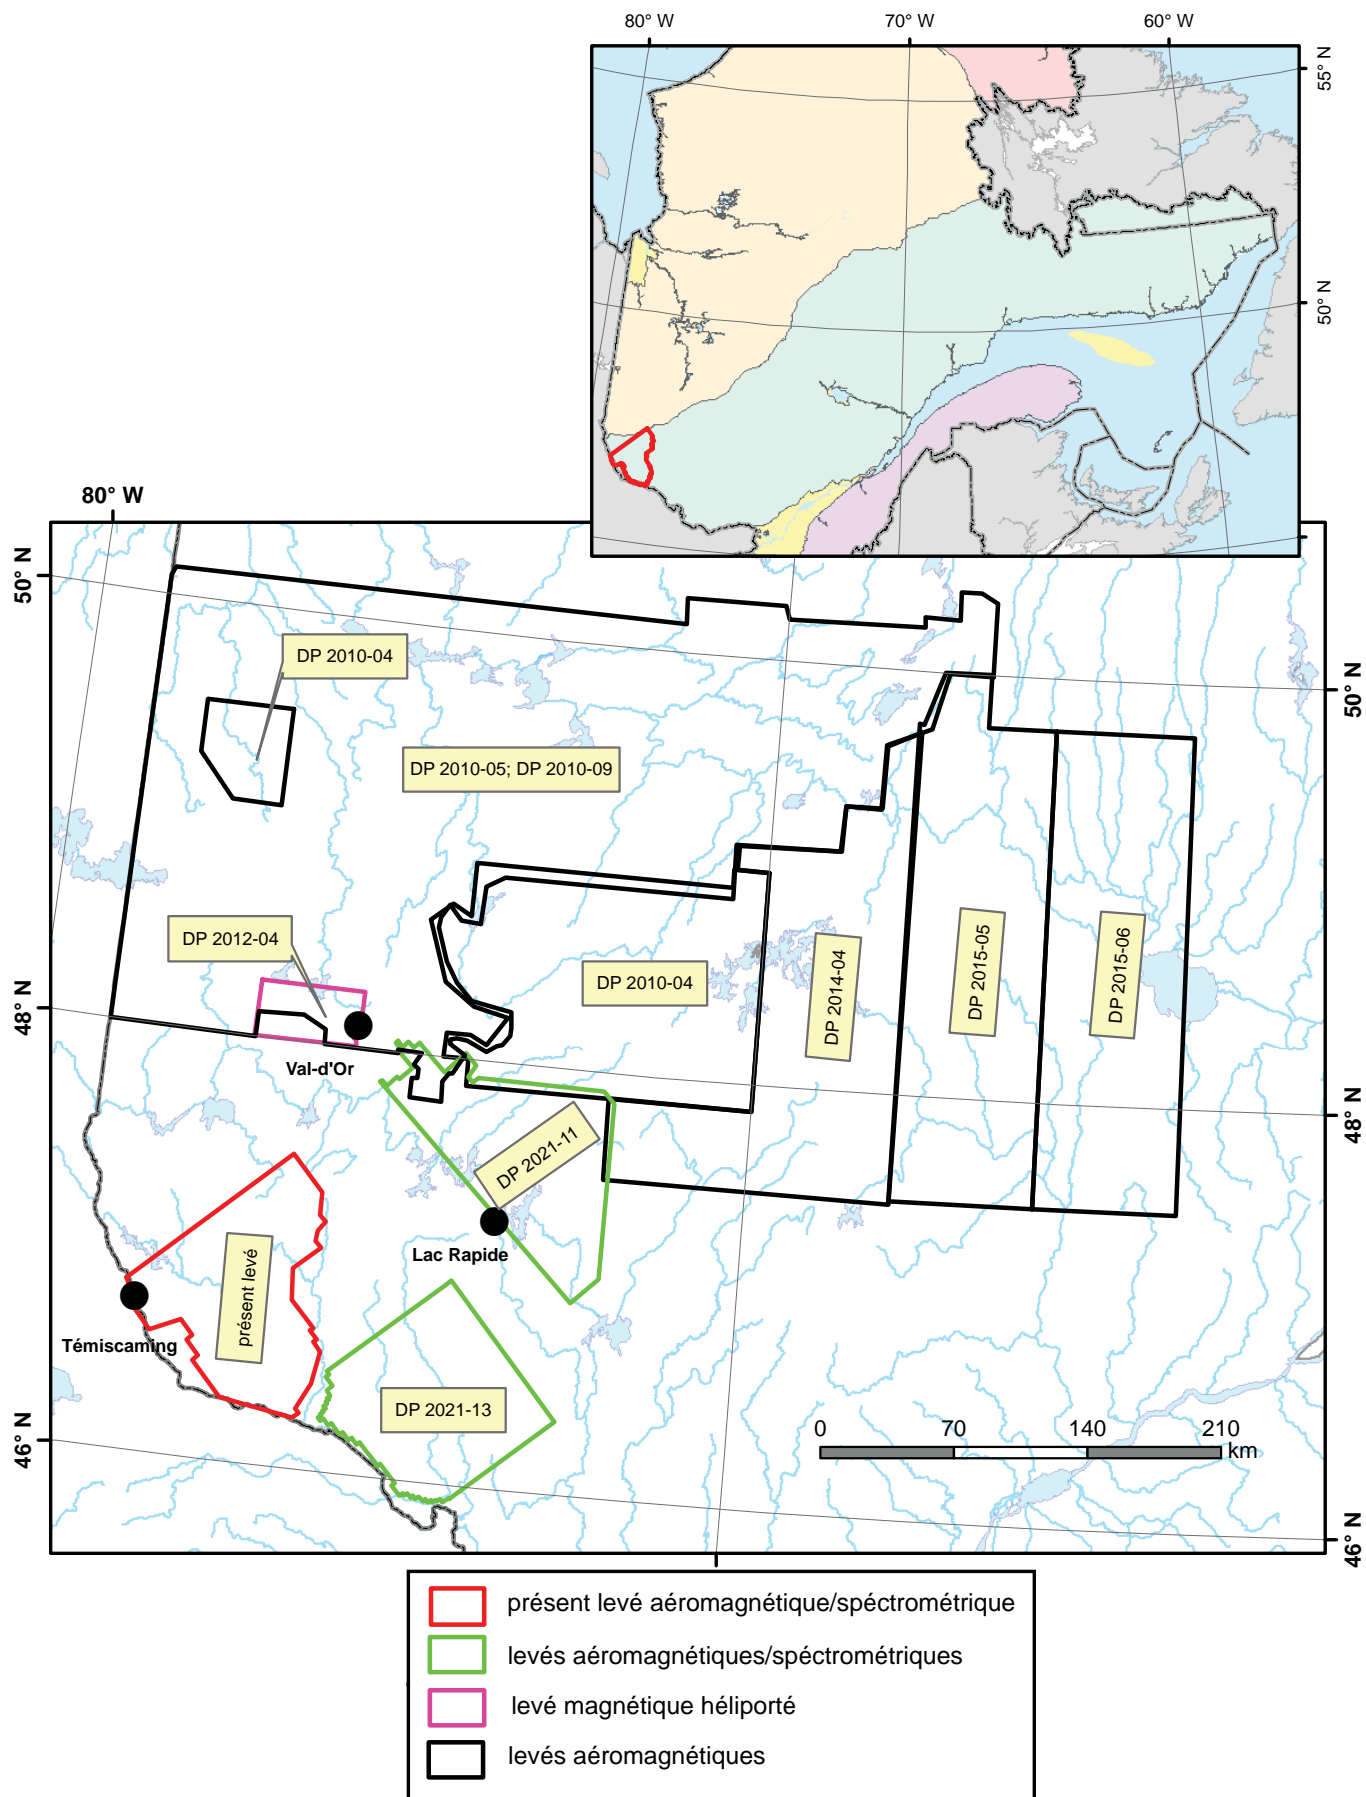 80° W
70° W
60° W
55° N
50° N
80° W
50° N
50° N
DP 2010-04
DP 2010-05; DP 2010-09
DP 2012-04
DP 2010-04
DP 2014-04
DP 2015-05
DP 2015-06
48° N
48° N
Val-d'Or
DP 2021-11
Lac Rapide
présent levé
Témiscaming
DP 2021-13
0 70 140 210
km
46° N
46° N
présent levé aéromagnétique/spéctrométrique
levés aéromagnétiques/spéctrométriques
levé magnétique héliporté
levés aéromagnétiques